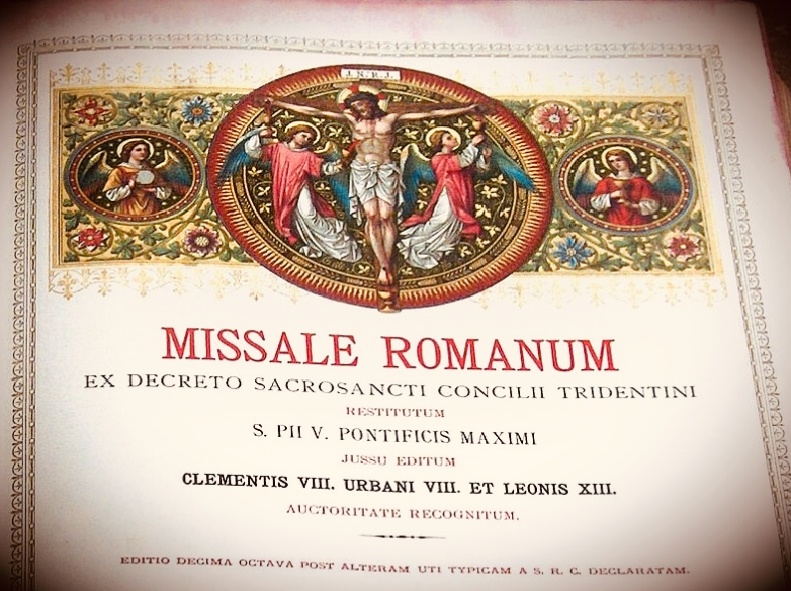 I.N.R.I.
MISSALE ROMANUM
EX DECRETO SACROSANCTI CONCILII TRIDENTINI
RESTITUTUM
S. PII V. PONTIFICIS MAXIMI
JUSSU EDITUM
CLEMENTIS VIII. URBANI VIII. ET LEONIS XIII.
AUCTORITATE RECOGNITUM.
EDITIO DECIMA OCTAVA POST ALTERAM UTI TYPICAM A S. R. C. DECLARATAM.